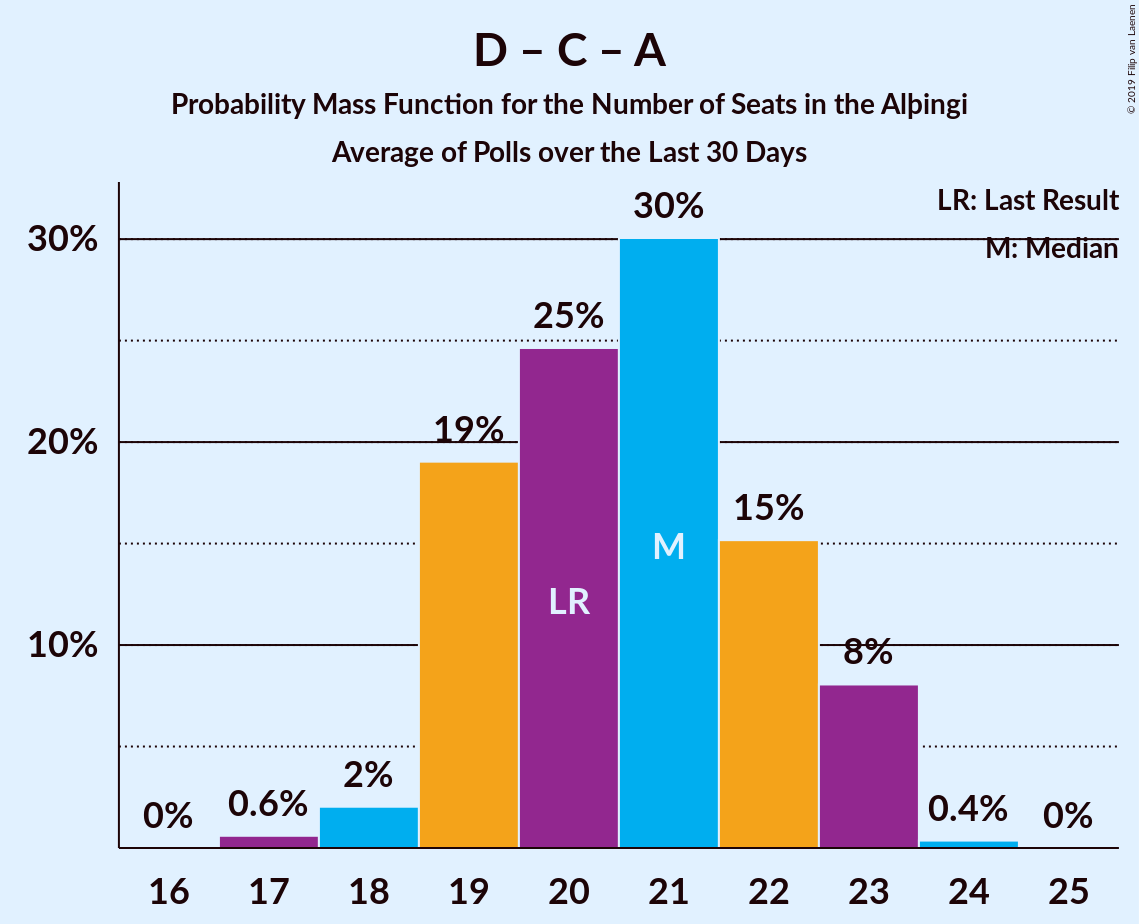 D – C – A
Probability Mass Function for the Number of Seats in the Alþingi
Average of Polls over the Last 30 Days
© 2019 Filip van Laenen
LR: Last Result
M: Median
30%
20%
10%
0%
0.6%
2%
19%
25%
30%
15%
8%
0.4%
0%
LR
M
16 17 18 19 20 21 22 23 24 25